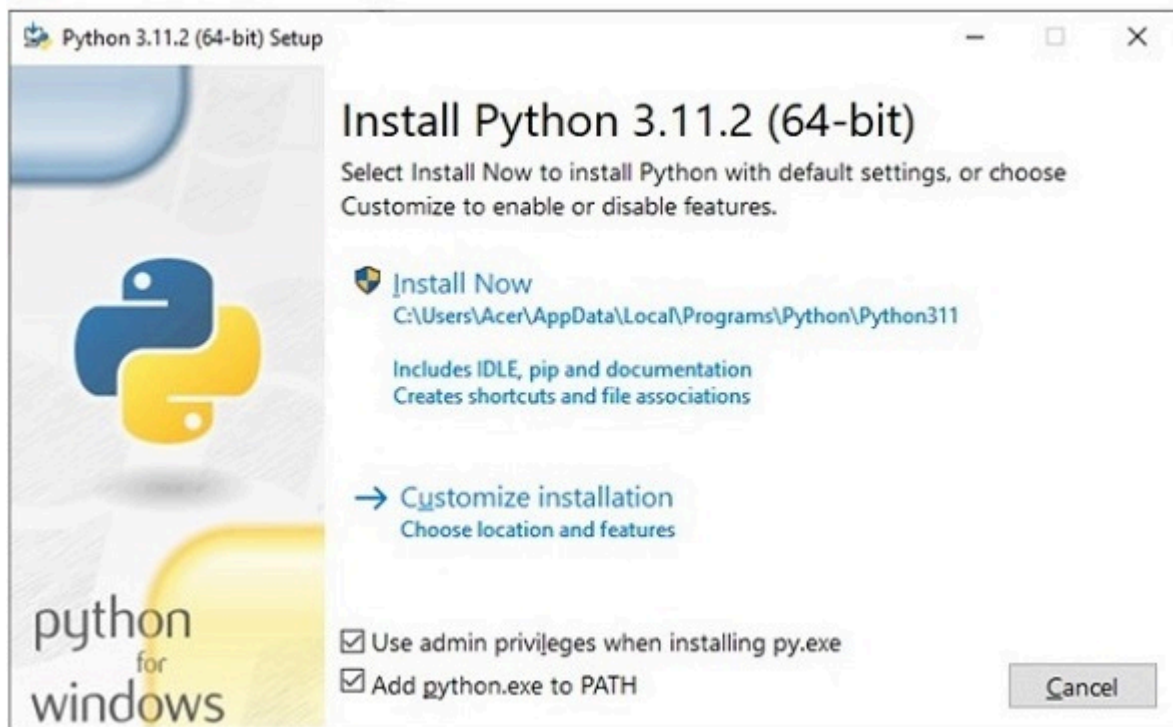 Python 3.11.2 (64-bit) Setup
Install Python 3.11.2 (64-bit)
Select Install Now to install Python with default settings, or choose
Customize to enable or disable features.
Install Now
C:\Users\Acer\AppData\Local\Programs\Python\Python311
Includes IDLE, pip and documentation
Creates shortcuts and file associations
Customize installation
Choose location and features
python
for
windows
Use admin privileges when installing py.exe
Add python.exe to PATH
Cancel